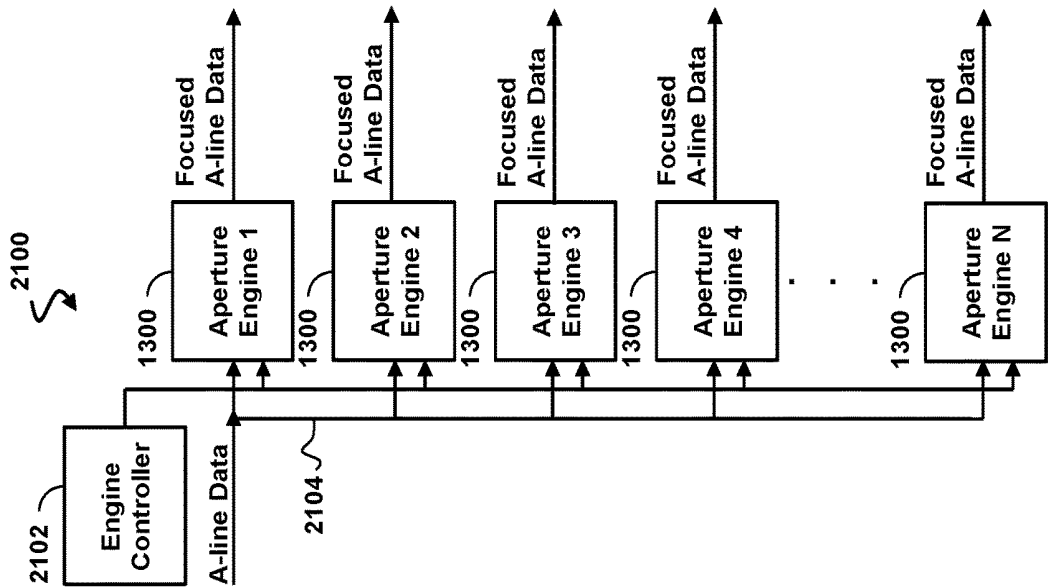 2100
2102
Engine
Controller
A-line Data
2104
1300
Aperture
Engine 1
Focused
A-line Data
1300
Aperture
Engine 2
Focused
A-line Data
1300
Aperture
Engine 3
Focused
A-line Data
1300
Aperture
Engine 4
Focused
A-line Data
. . .
1300
Aperture
Engine N
Focused
A-line Data